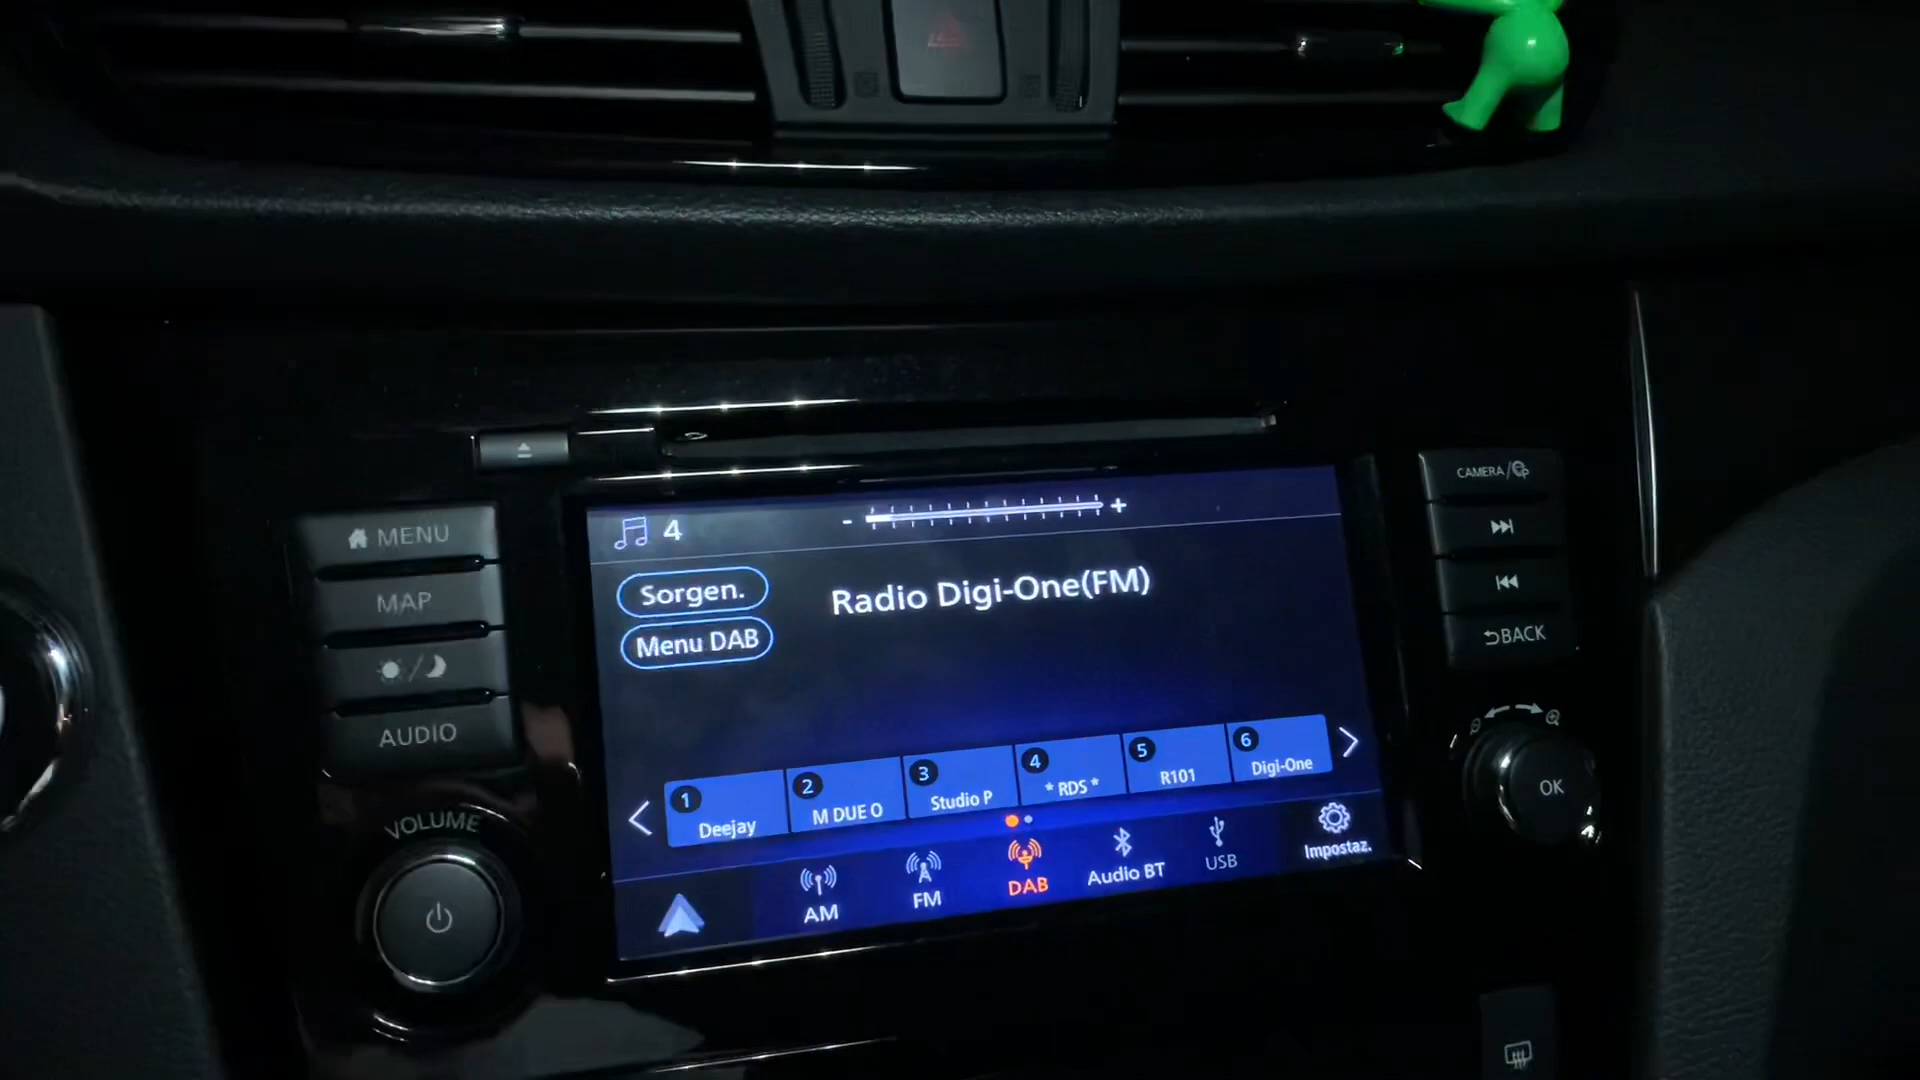 CAMERA/
4
- +
MENU
Sorgen.
Radio Digi-One(FM)
MAP
Menu DAB
BACK
AUDIO
1 Deejay
2 M DUE O
3 Studio P
4 * RDS *
5 R101
6 Digi-One
OK
VOLUME
AM
FM
DAB
Audio BT
USB
Impostaz.